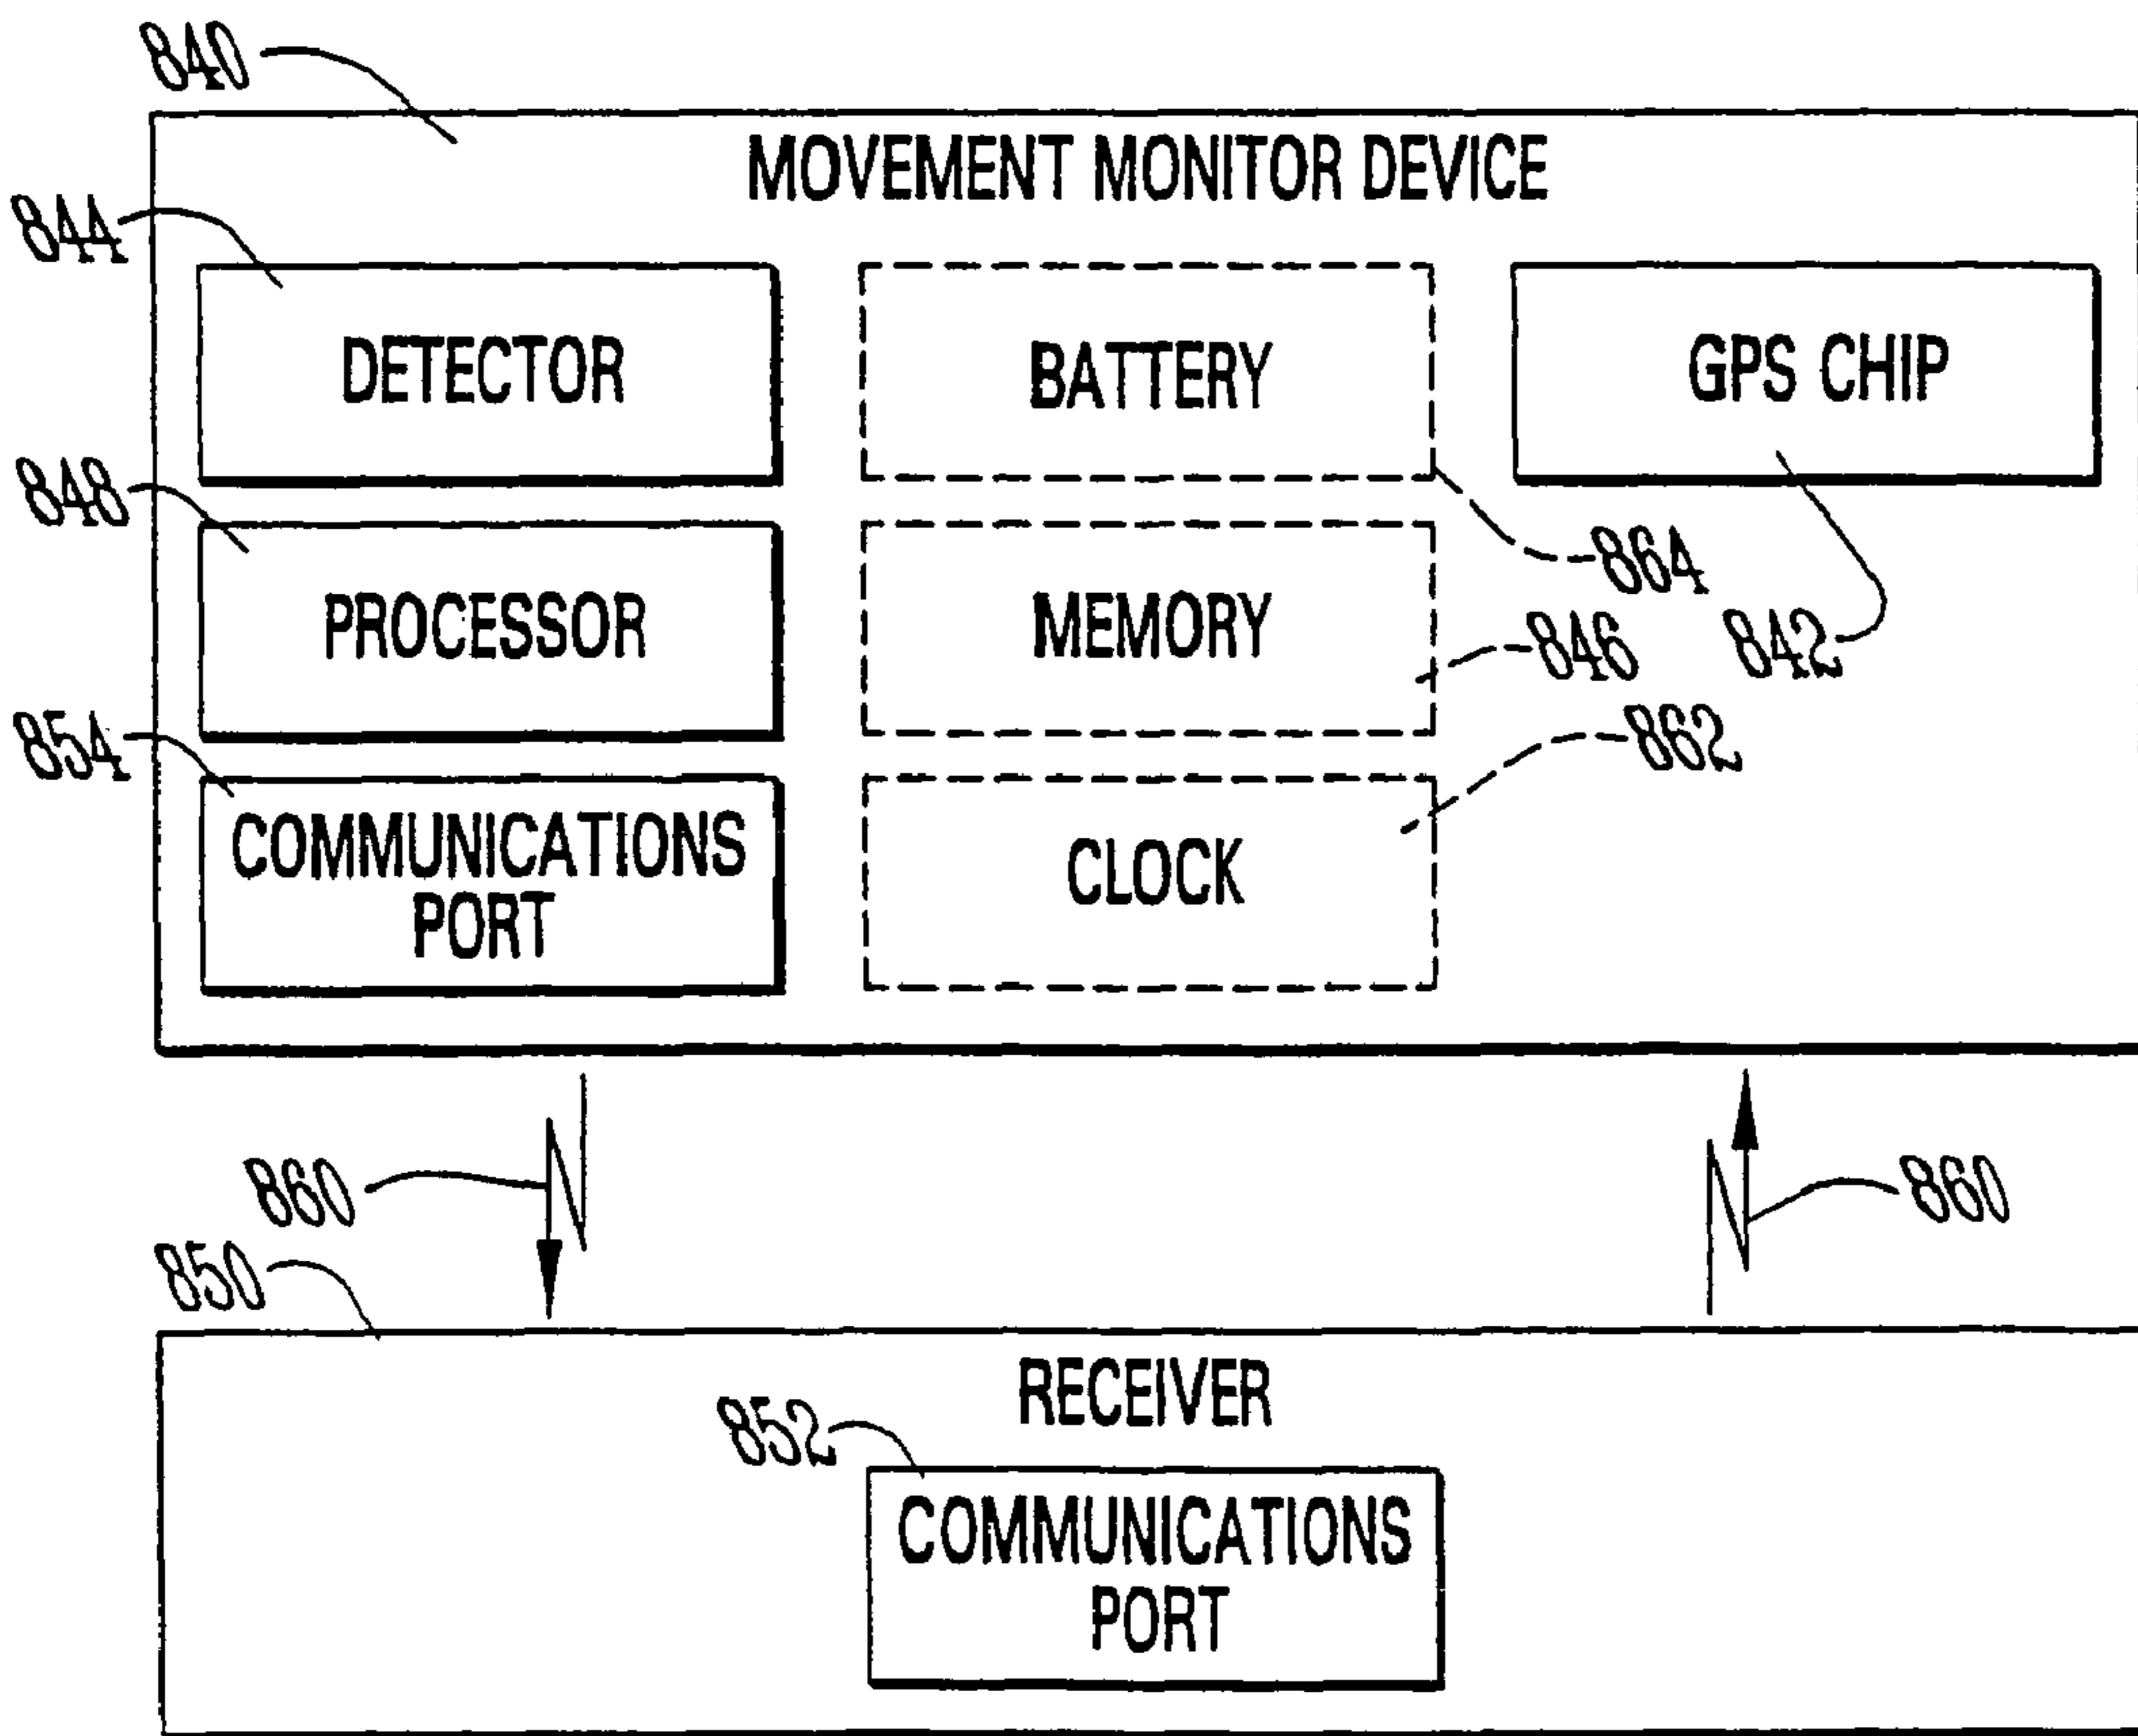 840
MOVEMENT MONITOR DEVICE
844
DETECTOR
BATTERY
GPS CHIP
848
864
PROCESSOR
MEMORY
846
842
854
862
COMMUNICATIONS
PORT
CLOCK
860
860
850
RECEIVER
852
COMMUNICATIONS
PORT